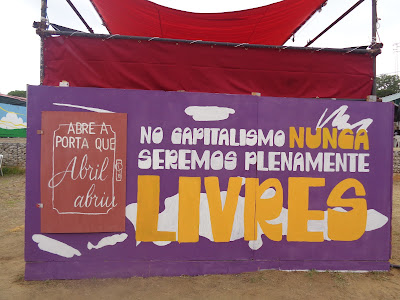 ABRE A
PORTA QUE
Abril
abriu
NO CAPITALISMO NUNCA
SEREMOS PLENAMENTE
LIVRES